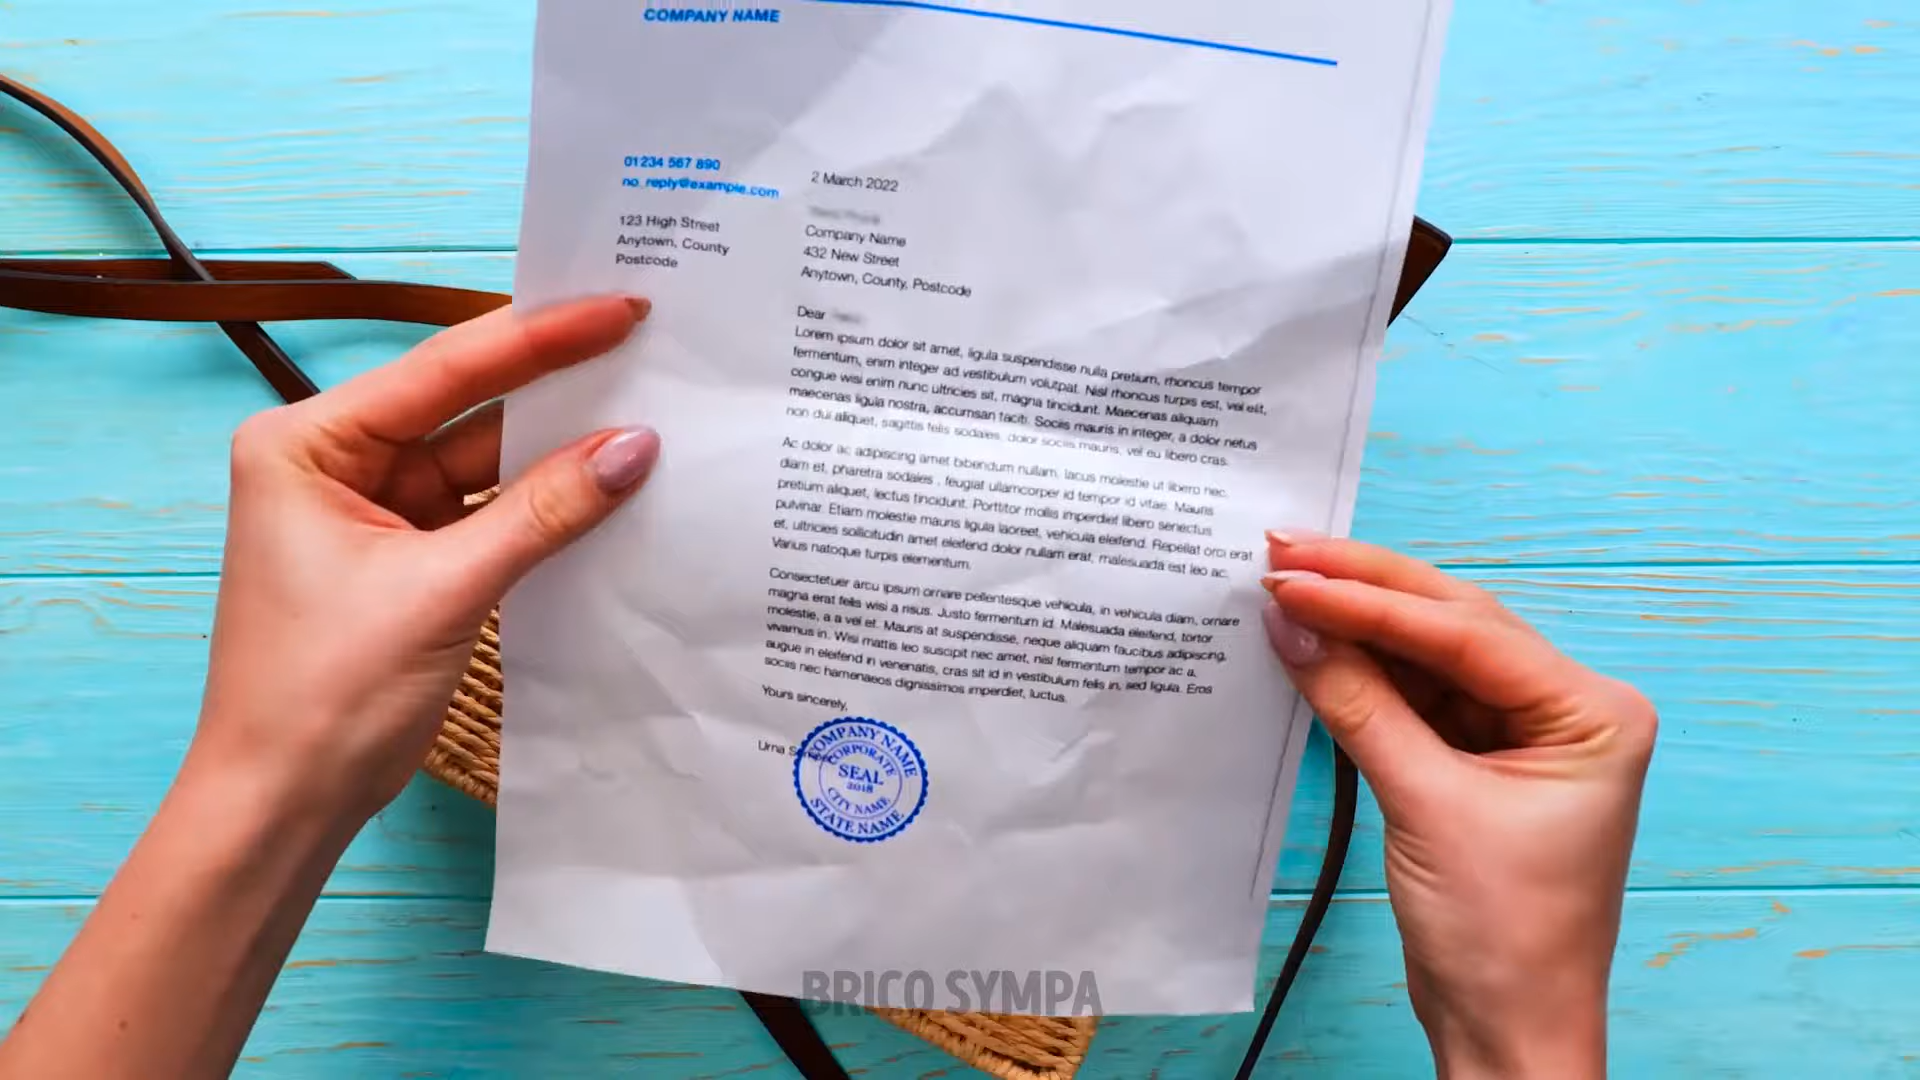 COMPANY NAME
01234 567 890
no_reply@example.com
123 High Street
Anytown, County
Postcode
2 March 2022
Company Name
432 New Street
Anytown, County, Postcode
Dear
Lorem ipsum dolor sit amet, ligula suspendisse nulla pretium, rhoncus tempor
fermentum, enim integer ad vestibulum volutpat. Nisl rhoncus turpis est, vel elit,
congue wisi enim nunc ultricies sit, magna tincidunt. Maecenas aliquam
maecenas ligula nostra, accumsan taciti. Sociis mauris in integer, a dolor netus
non dui aliquet, sagittis felis sodales, dolor sociis mauris, vel eu libero cras.
Ac dolor ac adipiscing amet bibendum nullam, lacus molestie ut libero nec,
diam et, pharetra sodales , feugiat ullamcorper id tempor id vitae. Mauris
pretium aliquet, lectus tincidunt. Porttitor mollis imperdiet libero senectus
pulvinar. Etiam molestie mauris ligula laoreet, vehicula eleifend. Repellat orci erat
et, ultricies sollicitudin amet eleifend dolor nullam erat, malesuada est leo ac.
Varius natoque turpis elementum.
Consectetuer arcu ipsum ornare pellentesque vehicula, in vehicula diam, ornare
magna erat felis wisi a risus. Justo fermentum id. Malesuada eleifend, tortor
molestie, a a vel et. Mauris at suspendisse, neque aliquam faucibus adipiscing,
vivamus in. Wisi mattis leo suscipit nec amet, nisl fermentum tempor ac a,
augue in eleifend in venenatis, cras sit id in vestibulum felis in, sed ligula. Eros
sociis nec hamenaeos dignissimos imperdiet, luctus.
Yours sincerely,
Urna
COMPANY NAME
CORPORATE
SEAL
2018
CITY NAME
STATE NAME
BRICO SYMPA